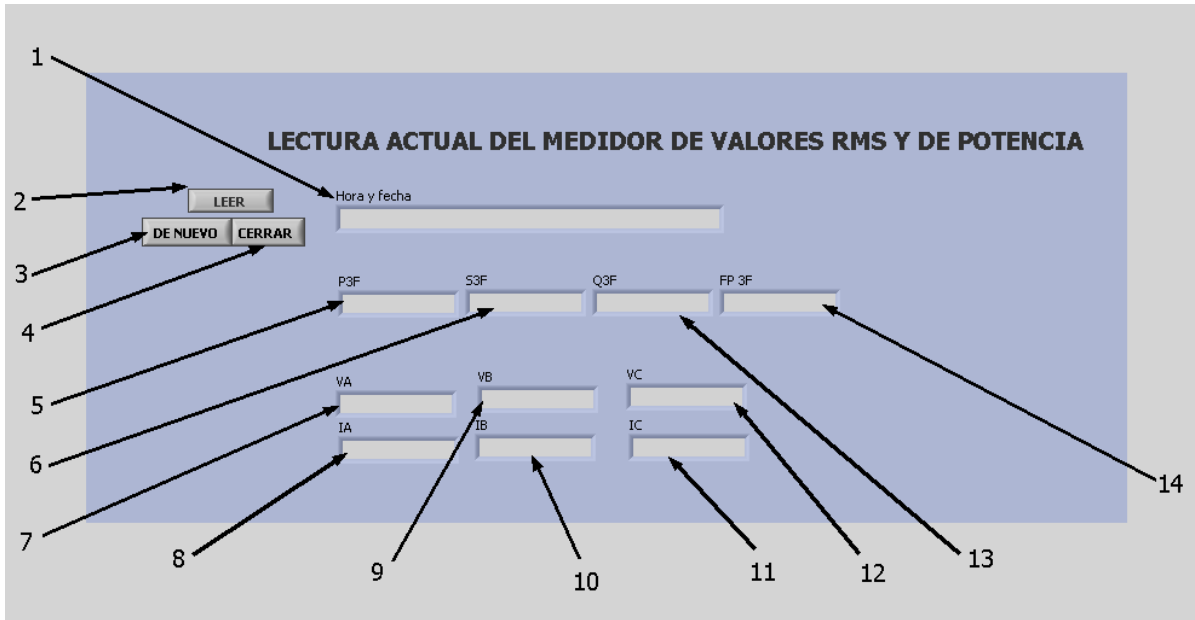 1
LECTURA ACTUAL DEL MEDIDOR DE VALORES RMS Y DE POTENCIA
2
LEER
Hora y fecha
DE NUEVO CERRAR
3
4
P3F S3F Q3F FP 3F
5
VA VB VC
6
IA IB IC
14
7
8
9
10
11
12
13